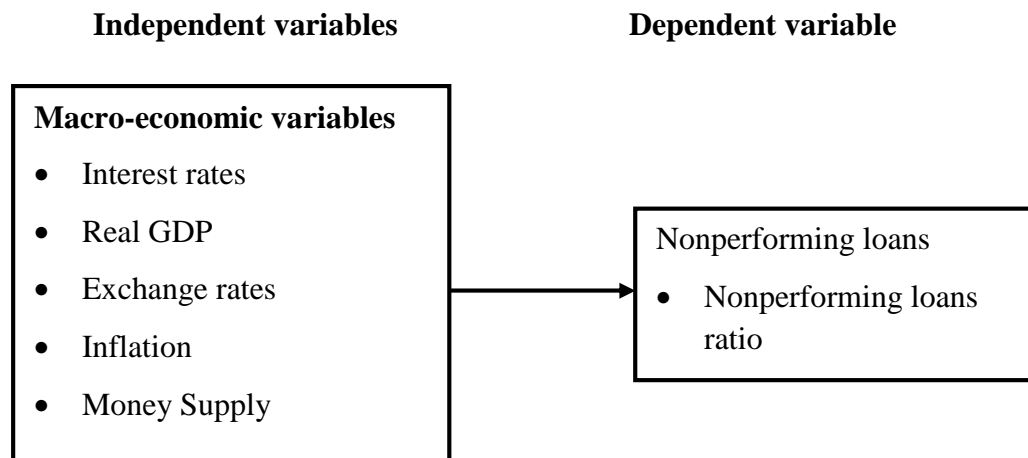 Independent variables
Dependent variable
Macro-economic variables
• Interest rates
• Real GDP
• Exchange rates
• Inflation
• Money Supply
Nonperforming loans
• Nonperforming loans
ratio